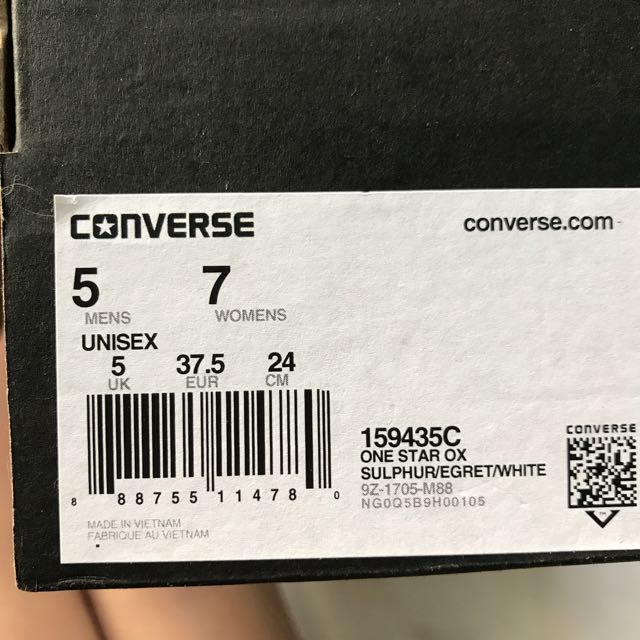 CONVERSE
converse.com
5 7
MENS WOMENS
UNISEX
5 37.5 24
UK EUR CM
8 88755 11478 0
159435C
ONE STAR OX
SULPHUR/EGRET/WHITE
9Z-1705-M88
NG0Q5B9H00105
CONVERSE
TM
MADE IN VIETNAM
FABRIQUE AU VIETNAM